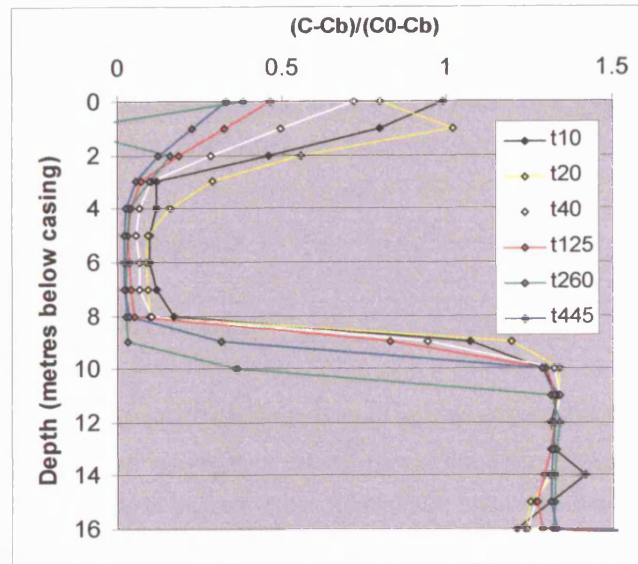 (C-Cb)/(C0-Cb)
0 0.5 1 1.5
0
2
4
6
8
10
12
14
16
Depth (metres below casing)
t10
t20
t40
t125
t260
t445